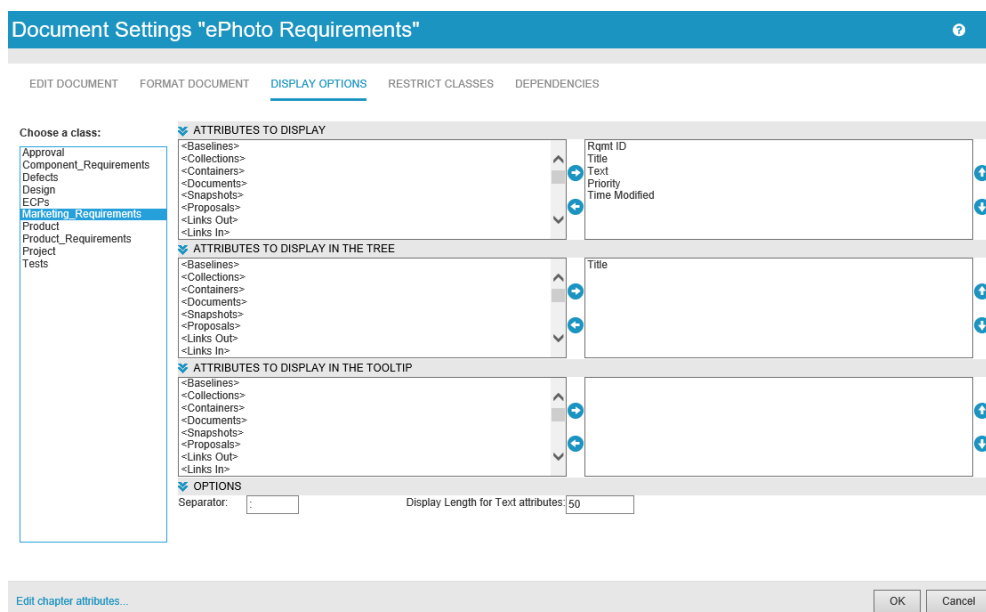 Document Settings "ePhoto Requirements"
?
EDIT DOCUMENT FORMAT DOCUMENT DISPLAY OPTIONS RESTRICT CLASSES DEPENDENCIES
Choose a class:
Approval
Component_Requirements
Defects
Design
ECPs
Marketing_Requirements
Product
Product_Requirements
Project
Tests
ATTRIBUTES TO DISPLAY
<Baselines>
<Collections>
<Containers>
<Documents>
<Snapshots>
<Proposals>
<Links Out>
<Links In>
Rqmt ID
Title
Text
Priority
Time Modified
ATTRIBUTES TO DISPLAY IN THE TREE
<Baselines>
<Collections>
<Containers>
<Documents>
<Snapshots>
<Proposals>
<Links Out>
<Links In>
Title
ATTRIBUTES TO DISPLAY IN THE TOOLTIP
<Baselines>
<Collections>
<Containers>
<Documents>
<Snapshots>
<Proposals>
<Links Out>
<Links In>
OPTIONS
Separator: : Display Length for Text attributes: 50
Edit chapter attributes... OK Cancel